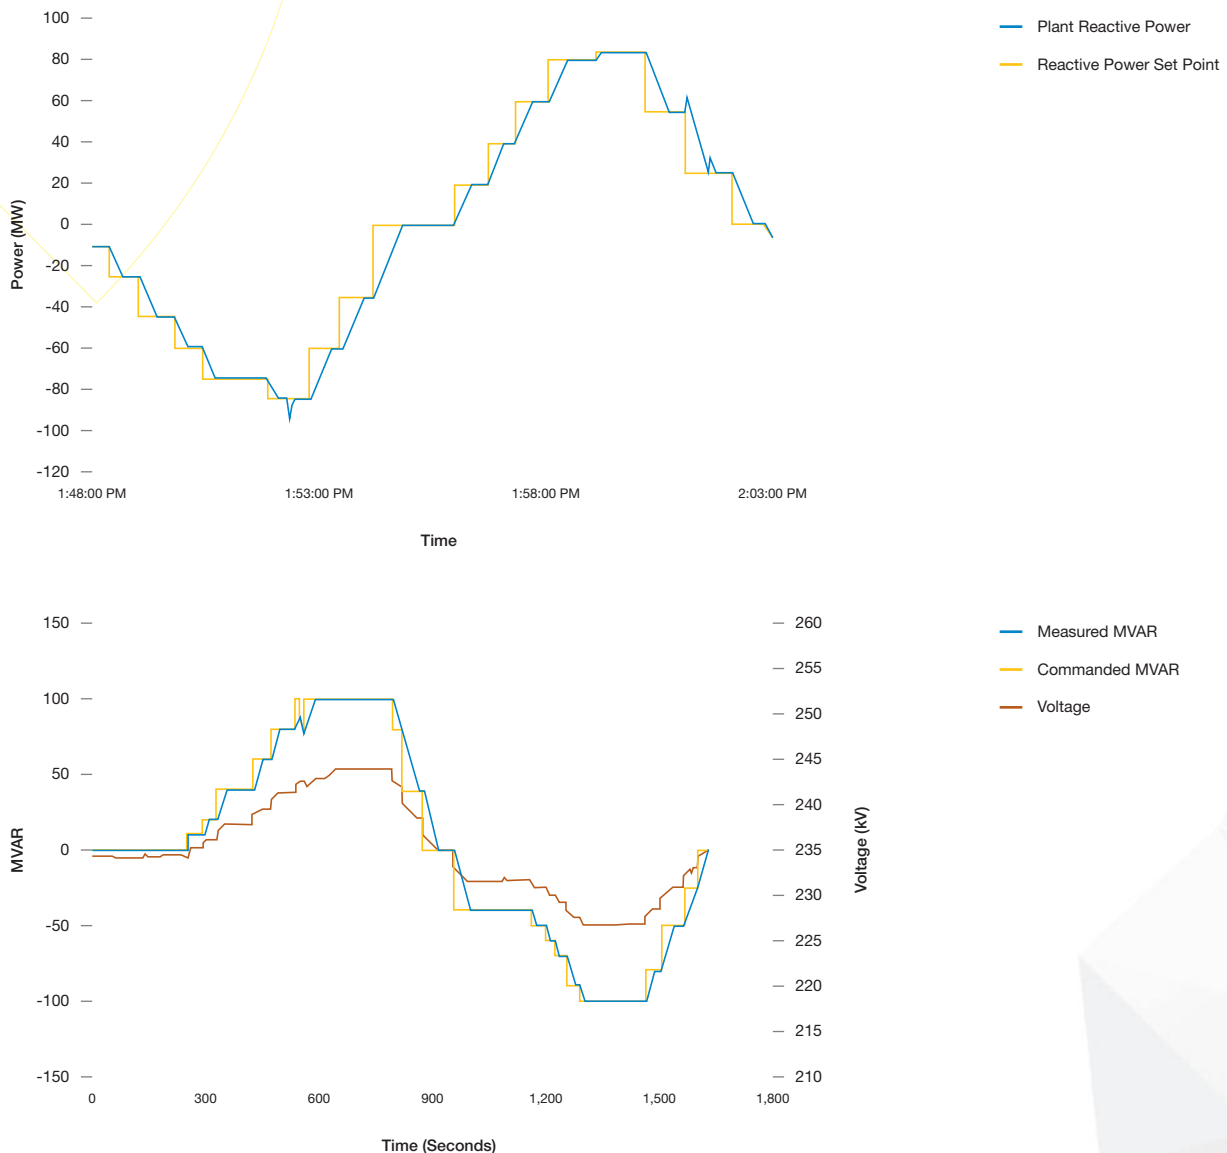 100
80
60
40
20
0
-20
-40
-60
-80
-100
-120
Power (MW)
1:48:00 PM 1:53:00 PM 1:58:00 PM 2:03:00 PM
Time
Plant Reactive Power
Reactive Power Set Point
150
100
50
0
-50
-100
-150
MVAR
260
255
250
245
240
235
230
225
220
215
210
Voltage (kV)
0 300 600 900 1,200 1,500 1,800
Time (Seconds)
Measured MVAR
Commanded MVAR
Voltage